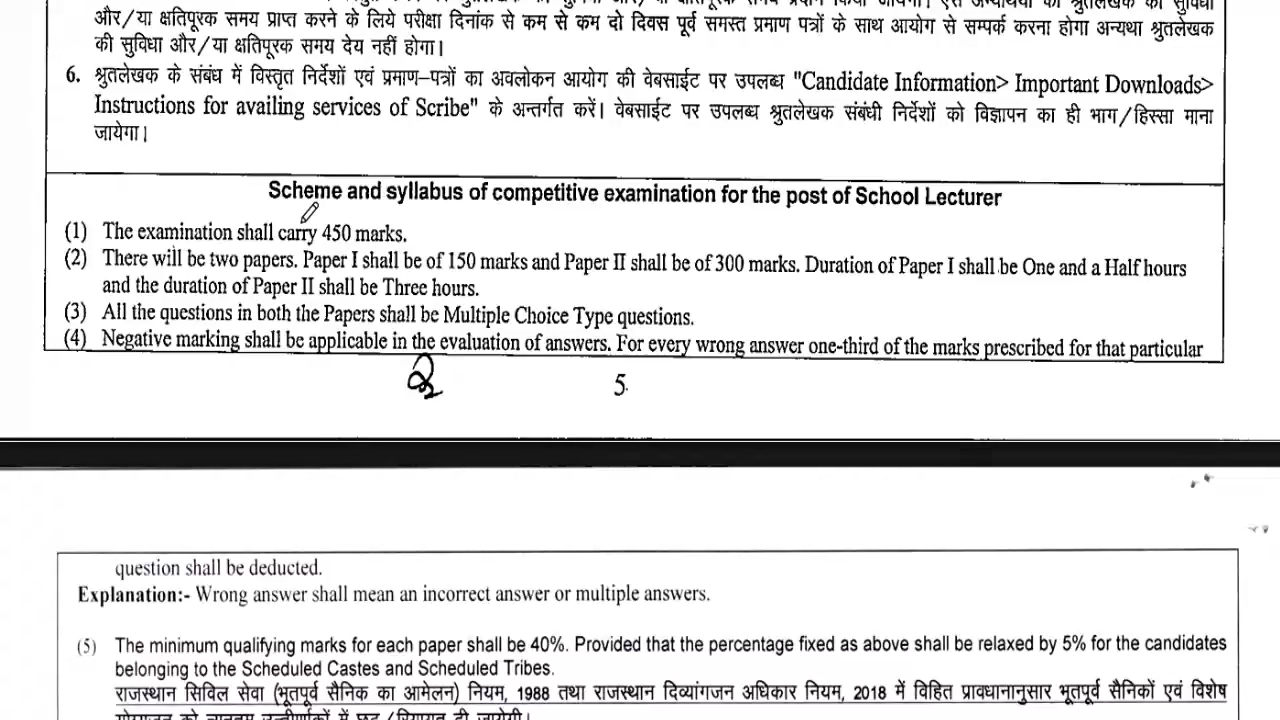 और/या क्षतिपूरक समय प्राप्त करने के लिये परीक्षा दिनांक से कम से कम दो दिवस पूर्व समस्त प्रमाण पत्रों के साथ आयोग से सम्पर्क करना होगा अन्यथा श्रुतलेखक
की सुविधा और/या क्षतिपूरक समय देय नहीं होगा।
6. श्रुतलेखक के संबंध में विस्तृत निर्देशों एवं प्रमाण–पत्रों का अवलोकन आयोग की वेबसाईट पर उपलब्ध "Candidate Information> Important Downloads>
Instructions for availing services of Scribe" के अन्तर्गत करें। वेबसाईट पर उपलब्ध श्रुतलेखक संबंधी निर्देशों को विज्ञापन का ही भाग/हिस्सा माना
जायेगा।
Scheme and syllabus of competitive examination for the post of School Lecturer
(1) The examination shall carry 450 marks.
(2) There will be two papers. Paper I shall be of 150 marks and Paper II shall be of 300 marks. Duration of Paper I shall be One and a Half hours
and the duration of Paper II shall be Three hours.
(3) All the questions in both the Papers shall be Multiple Choice Type questions.
(4) Negative marking shall be applicable in the evaluation of answers. For every wrong answer one-third of the marks prescribed for that particular
5
question shall be deducted.
Explanation:- Wrong answer shall mean an incorrect answer or multiple answers.
(5) The minimum qualifying marks for each paper shall be 40%. Provided that the percentage fixed as above shall be relaxed by 5% for the candidates
belonging to the Scheduled Castes and Scheduled Tribes.
राजस्थान सिविल सेवा (भूतपूर्व सैनिक का आमेलन) नियम, 1988 तथा राजस्थान दिव्यांगजन अधिकार नियम, 2018 में विहित प्रावधानानुसार भूतपूर्व सैनिकों एवं विशेष